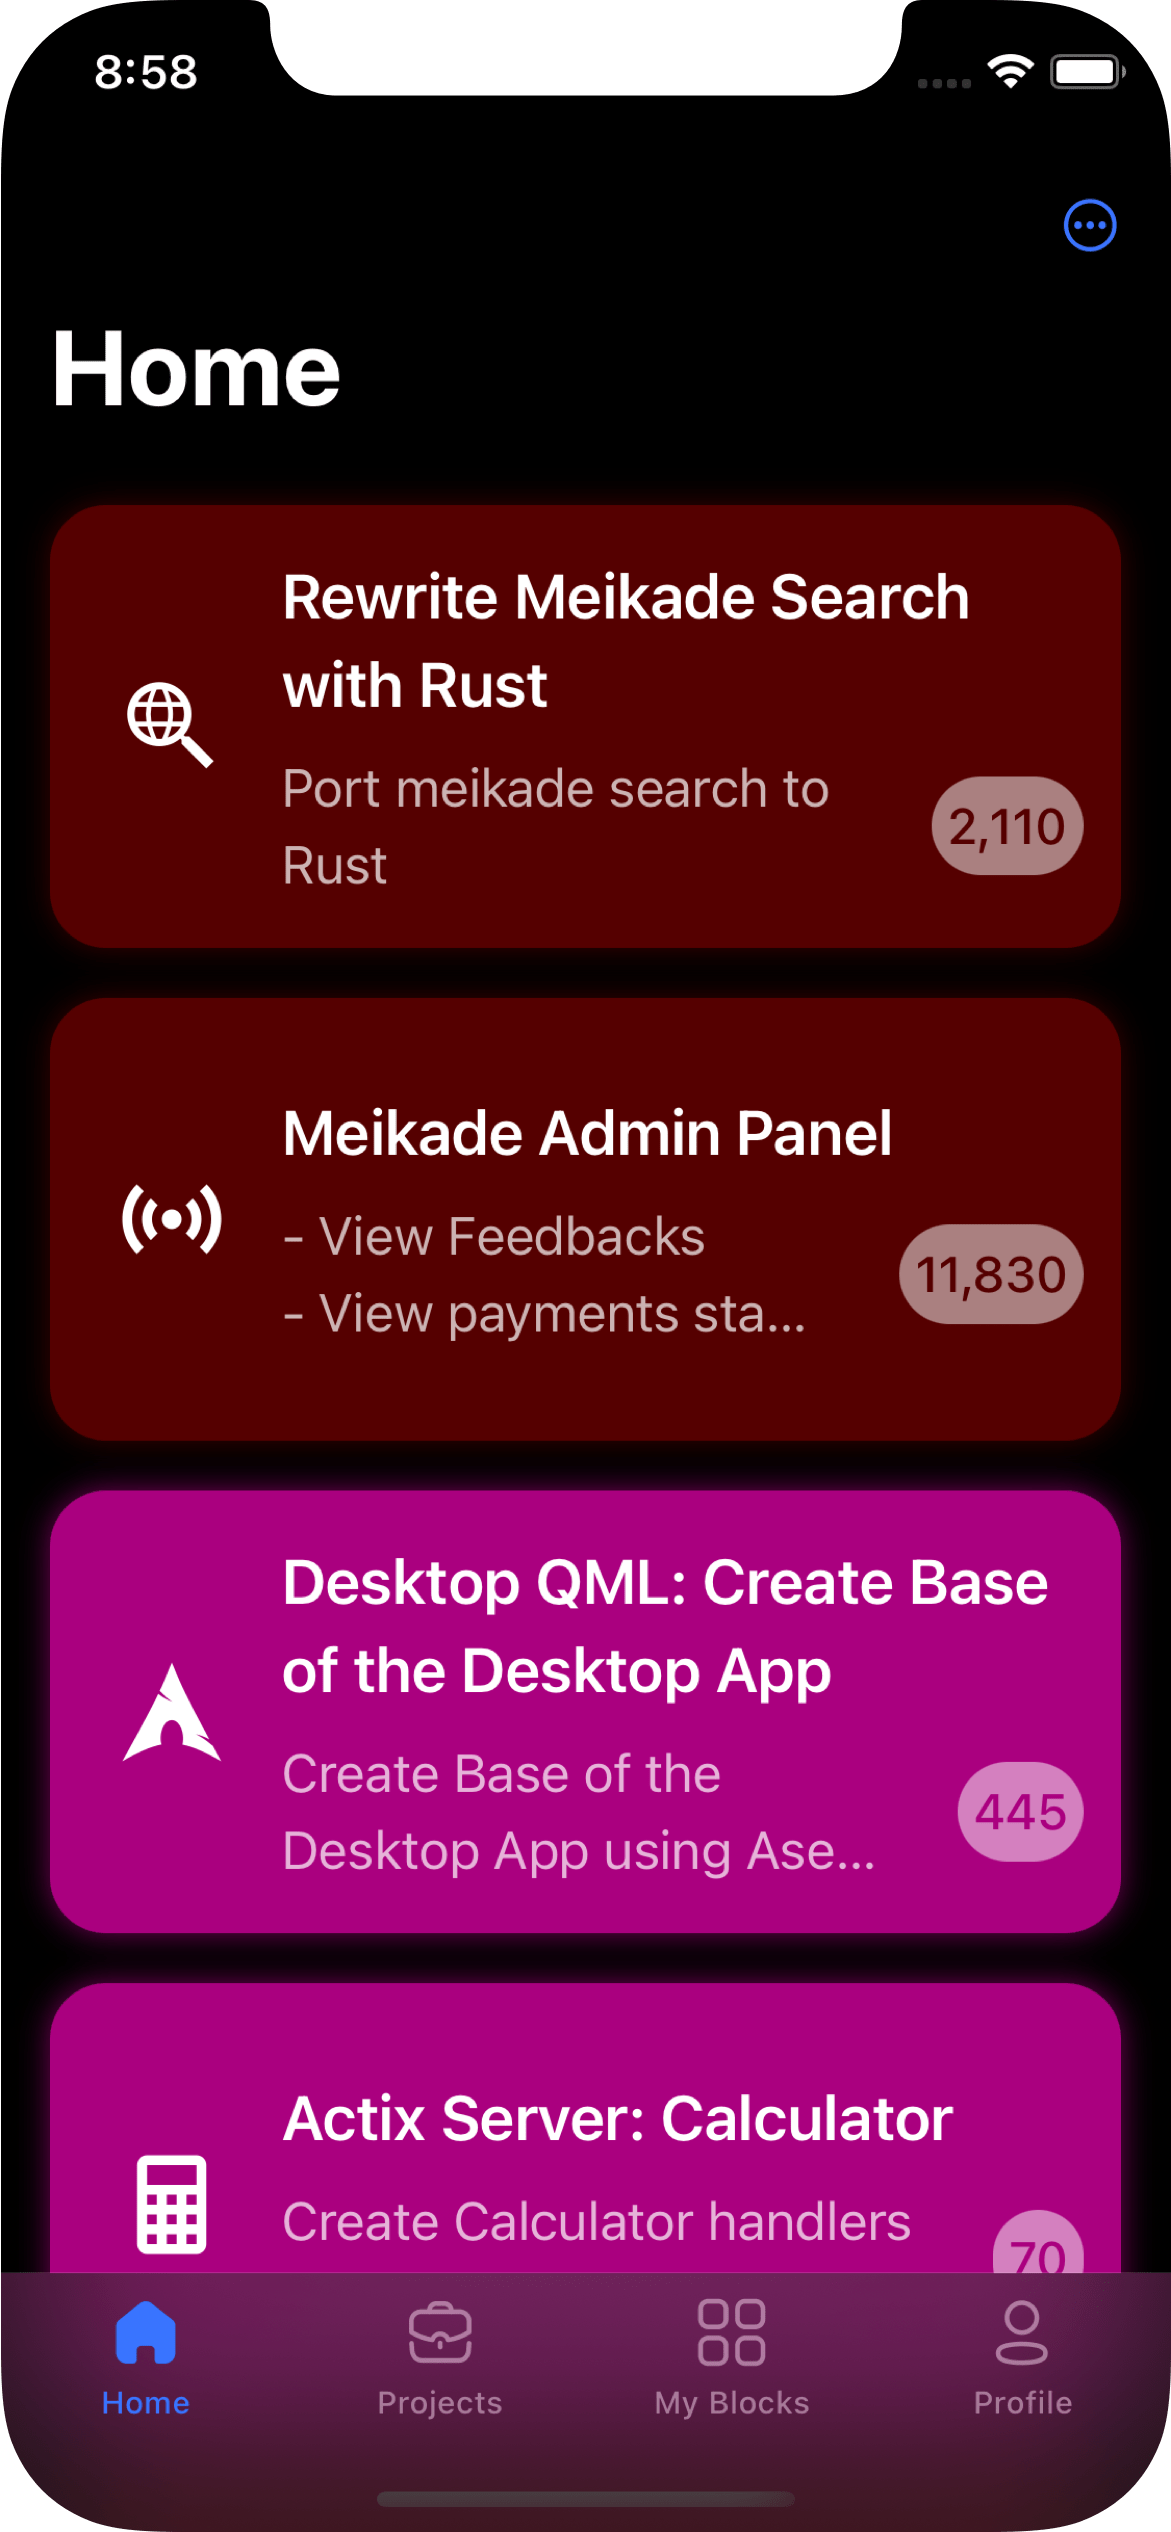 8:58
Home
Rewrite Meikade Search
with Rust
Port meikade search to
Rust
2,110
Meikade Admin Panel
- View Feedbacks
- View payments sta...
11,830
Desktop QML: Create Base
of the Desktop App
Create Base of the
Desktop App using Ase...
445
Actix Server: Calculator
Create Calculator handlers
70
Home
Projects
My Blocks
Profile